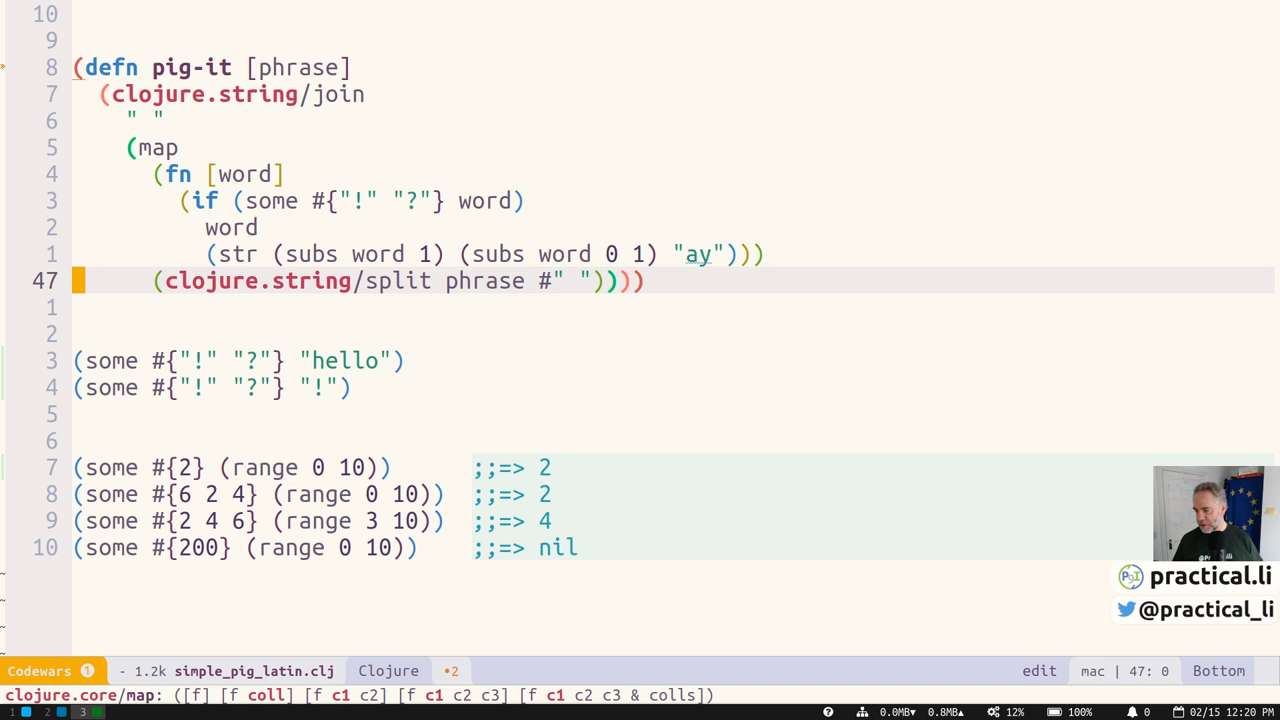 10
9
8 (defn pig-it [phrase]
7 (clojure.string/join
6 " "
5 (map
4 (fn [word]
3 (if (some #{"!" "?"} word)
2 word
1 (str (subs word 1) (subs word 0 1) "ay")))
47 (clojure.string/split phrase #" "))))
1
2
3 (some #{"!" "?"} "hello")
4 (some #{"!" "?"} "!")
5
6
7 (some #{2} (range 0 10)) ;;=> 2
8 (some #{6 2 4} (range 0 10)) ;;=> 2
9 (some #{2 4 6} (range 3 10)) ;;=> 4
10 (some #{200} (range 0 10)) ;;=> nil
~
~
~
~
practical.li
@practical_li
Codewars 1 - 1.2k simple_pig_latin.clj Clojure •2 edit mac | 47: 0 Bottom
clojure.core/map: ([f] [f coll] [f c1 c2] [f c1 c2 c3] [f c1 c2 c3 & colls])
1 2 3 0.0MB▾ 0.8MB▴ 12% 100% 0 02/15 12:20 PM